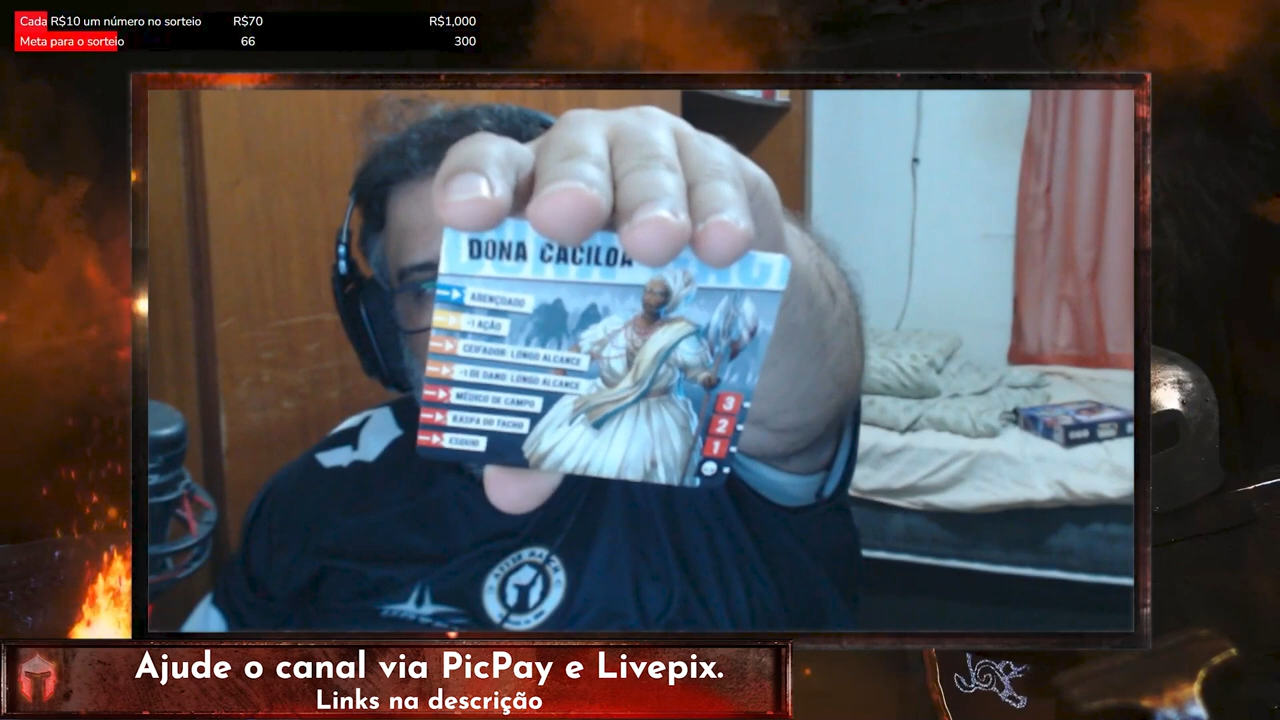 Cada R$10 um número no sorteio R$70 R$1,000
Meta para o sorteio 66 300
DONA CACILDA
ABENÇOADO
+1 AÇÃO
CEIFADOR: LONGO ALCANCE
+1 DE DANO: LONGO ALCANCE
MÉDICO DE CAMPO
RASPA DO TACHO
3
2
1
Ajude o canal via PicPay e Livepix.
Links na descrição